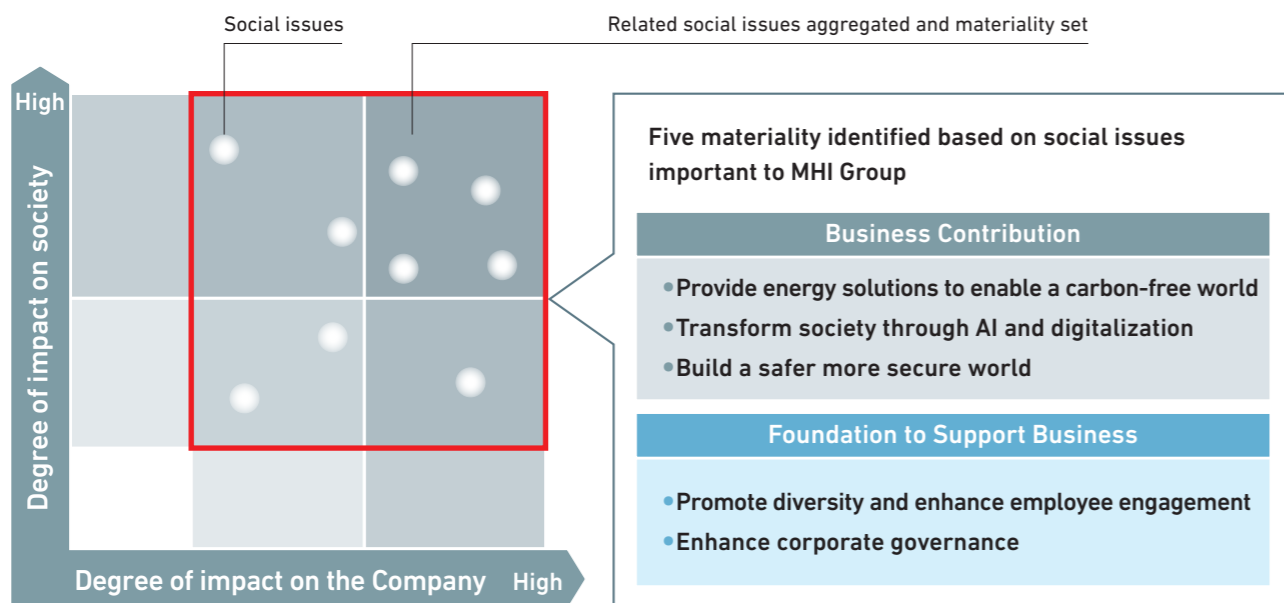 Social issues
Related social issues aggregated and materiality set
High
Degree of impact on society
Degree of impact on the Company
High
Five materiality identified based on social issues
important to MHI Group
Business Contribution
•Provide energy solutions to enable a carbon-free world
•Transform society through AI and digitalization
•Build a safer more secure world
Foundation to Support Business
•Promote diversity and enhance employee engagement
•Enhance corporate governance